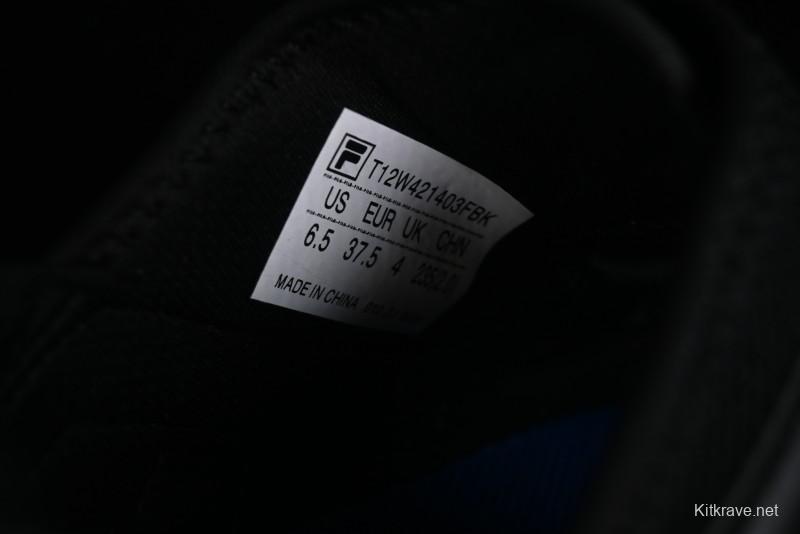 F T12W421403FBK
US EUR UK CHN
6.5 37.5 4
MADE IN CHINA
Kitkrave.net